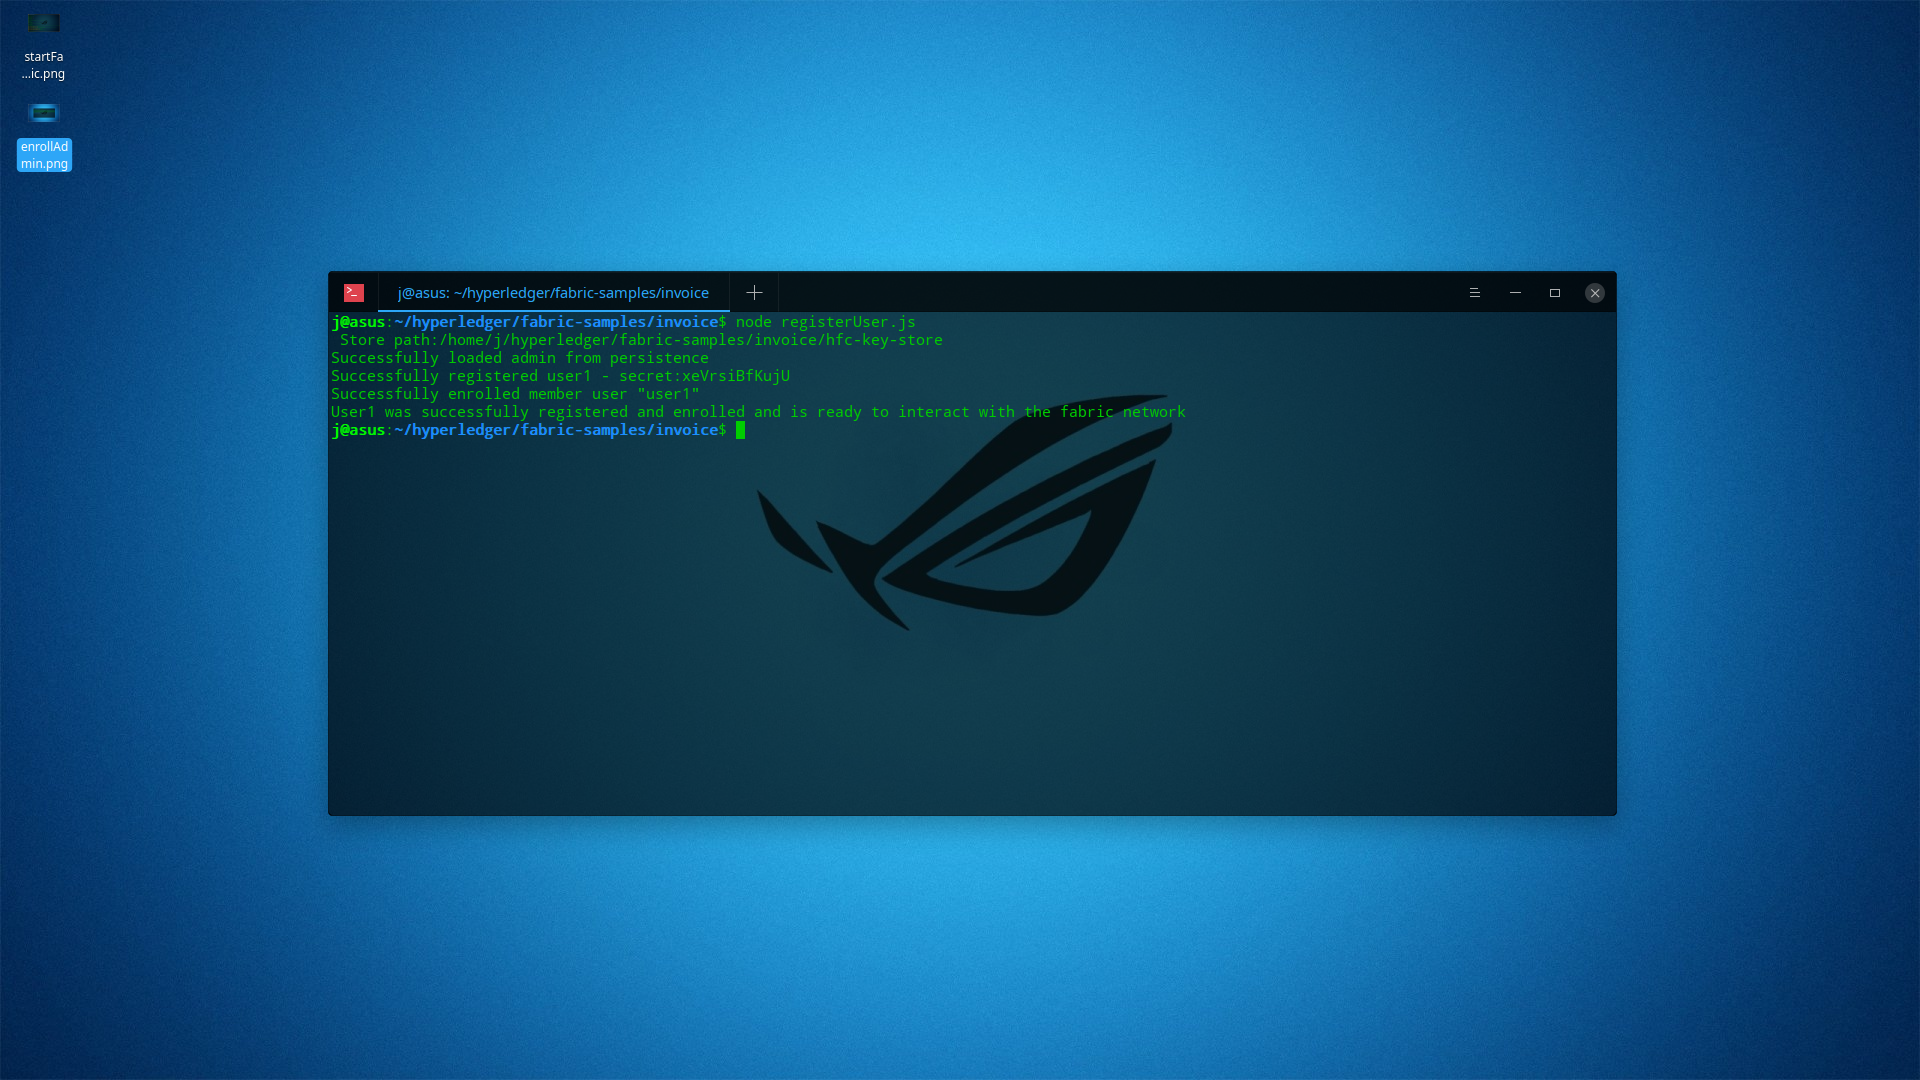 startFa
...ic.png
enrollAd
min.png
>_
j@asus: ~/hyperledger/fabric-samples/invoice
j@asus:~/hyperledger/fabric-samples/invoice$ node registerUser.js
 Store path:/home/j/hyperledger/fabric-samples/invoice/hfc-key-store
Successfully loaded admin from persistence
Successfully registered user1 - secret:xeVrsiBfKujU
Successfully enrolled member user "user1"
User1 was successfully registered and enrolled and is ready to interact with the fabric network
j@asus:~/hyperledger/fabric-samples/invoice$